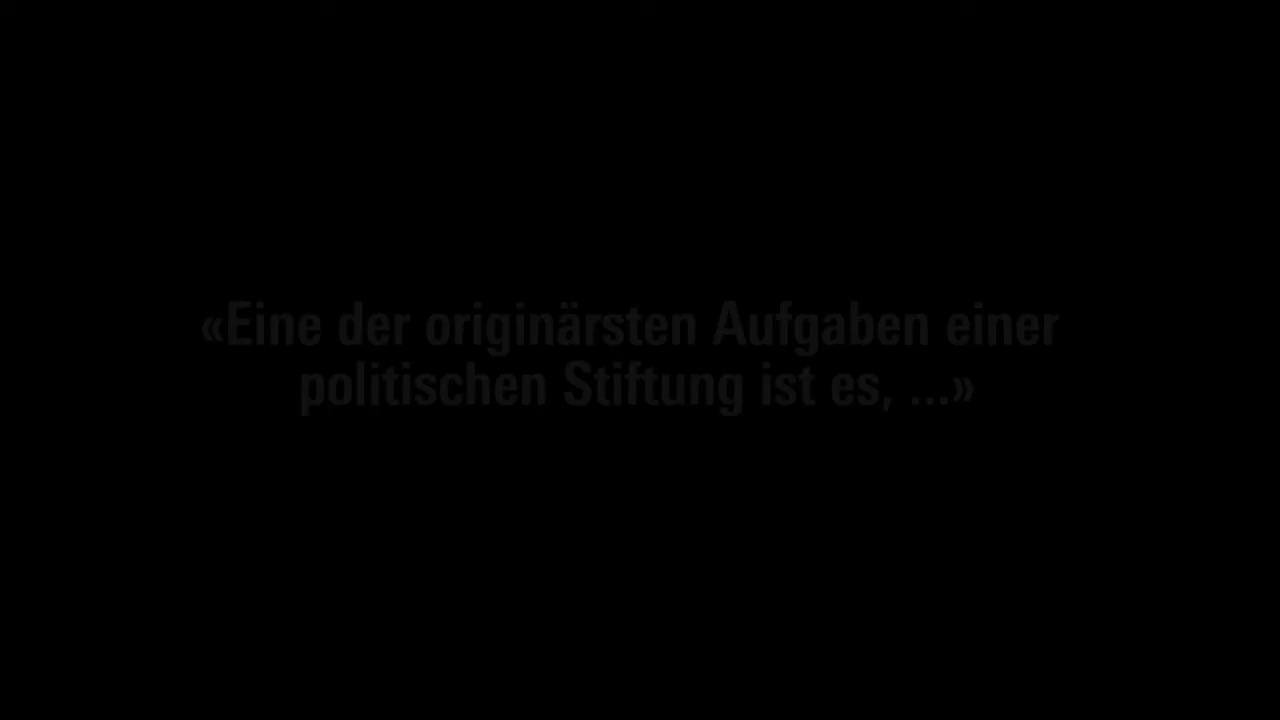 «Eine der originärsten Aufgaben einer
politischen Stiftung ist es, ...»